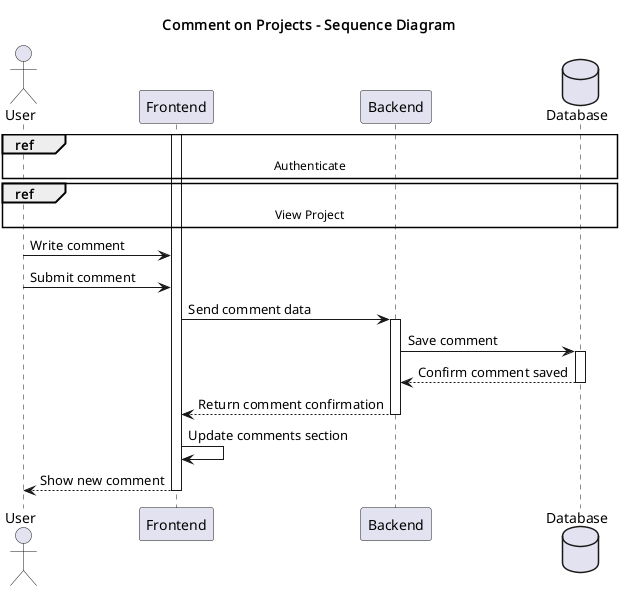 Comment on Projects - Sequence Diagram
User
Frontend
Backend
Database
ref
Authenticate
ref
View Project
Write comment
Submit comment
Send comment data
Save comment
Confirm comment saved
Return comment confirmation
Update comments section
Show new comment
User
Frontend
Backend
Database